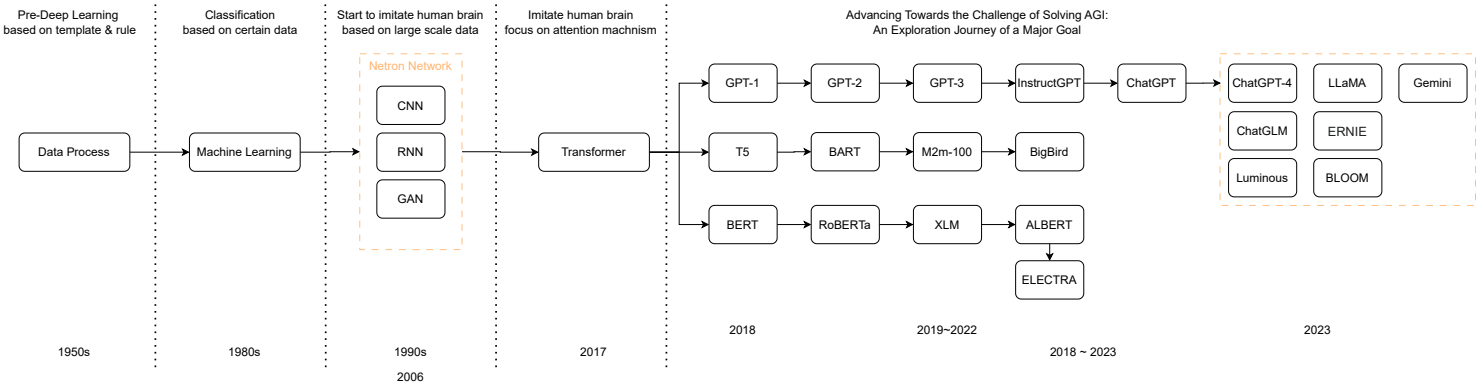 Pre-Deep Learning
based on template & rule
Classification
based on certain data
Start to imitate human brain
based on large scale data
Imitate human brain
focus on attention machnism
Advancing Towards the Challenge of Solving AGI:
An Exploration Journey of a Major Goal
Data Process
Machine Learning
Netron Network
CNN
RNN
GAN
Transformer
GPT-1
GPT-2
GPT-3
InstructGPT
ChatGPT
T5
BART
M2m-100
BigBird
BERT
RoBERTa
XLM
ALBERT
ELECTRA
ChatGPT-4
LLaMA
Gemini
ChatGLM
ERNIE
Luminous
BLOOM
2018
2019~2022
2023
1950s
1980s
1990s
2017
2018 ~ 2023
2006